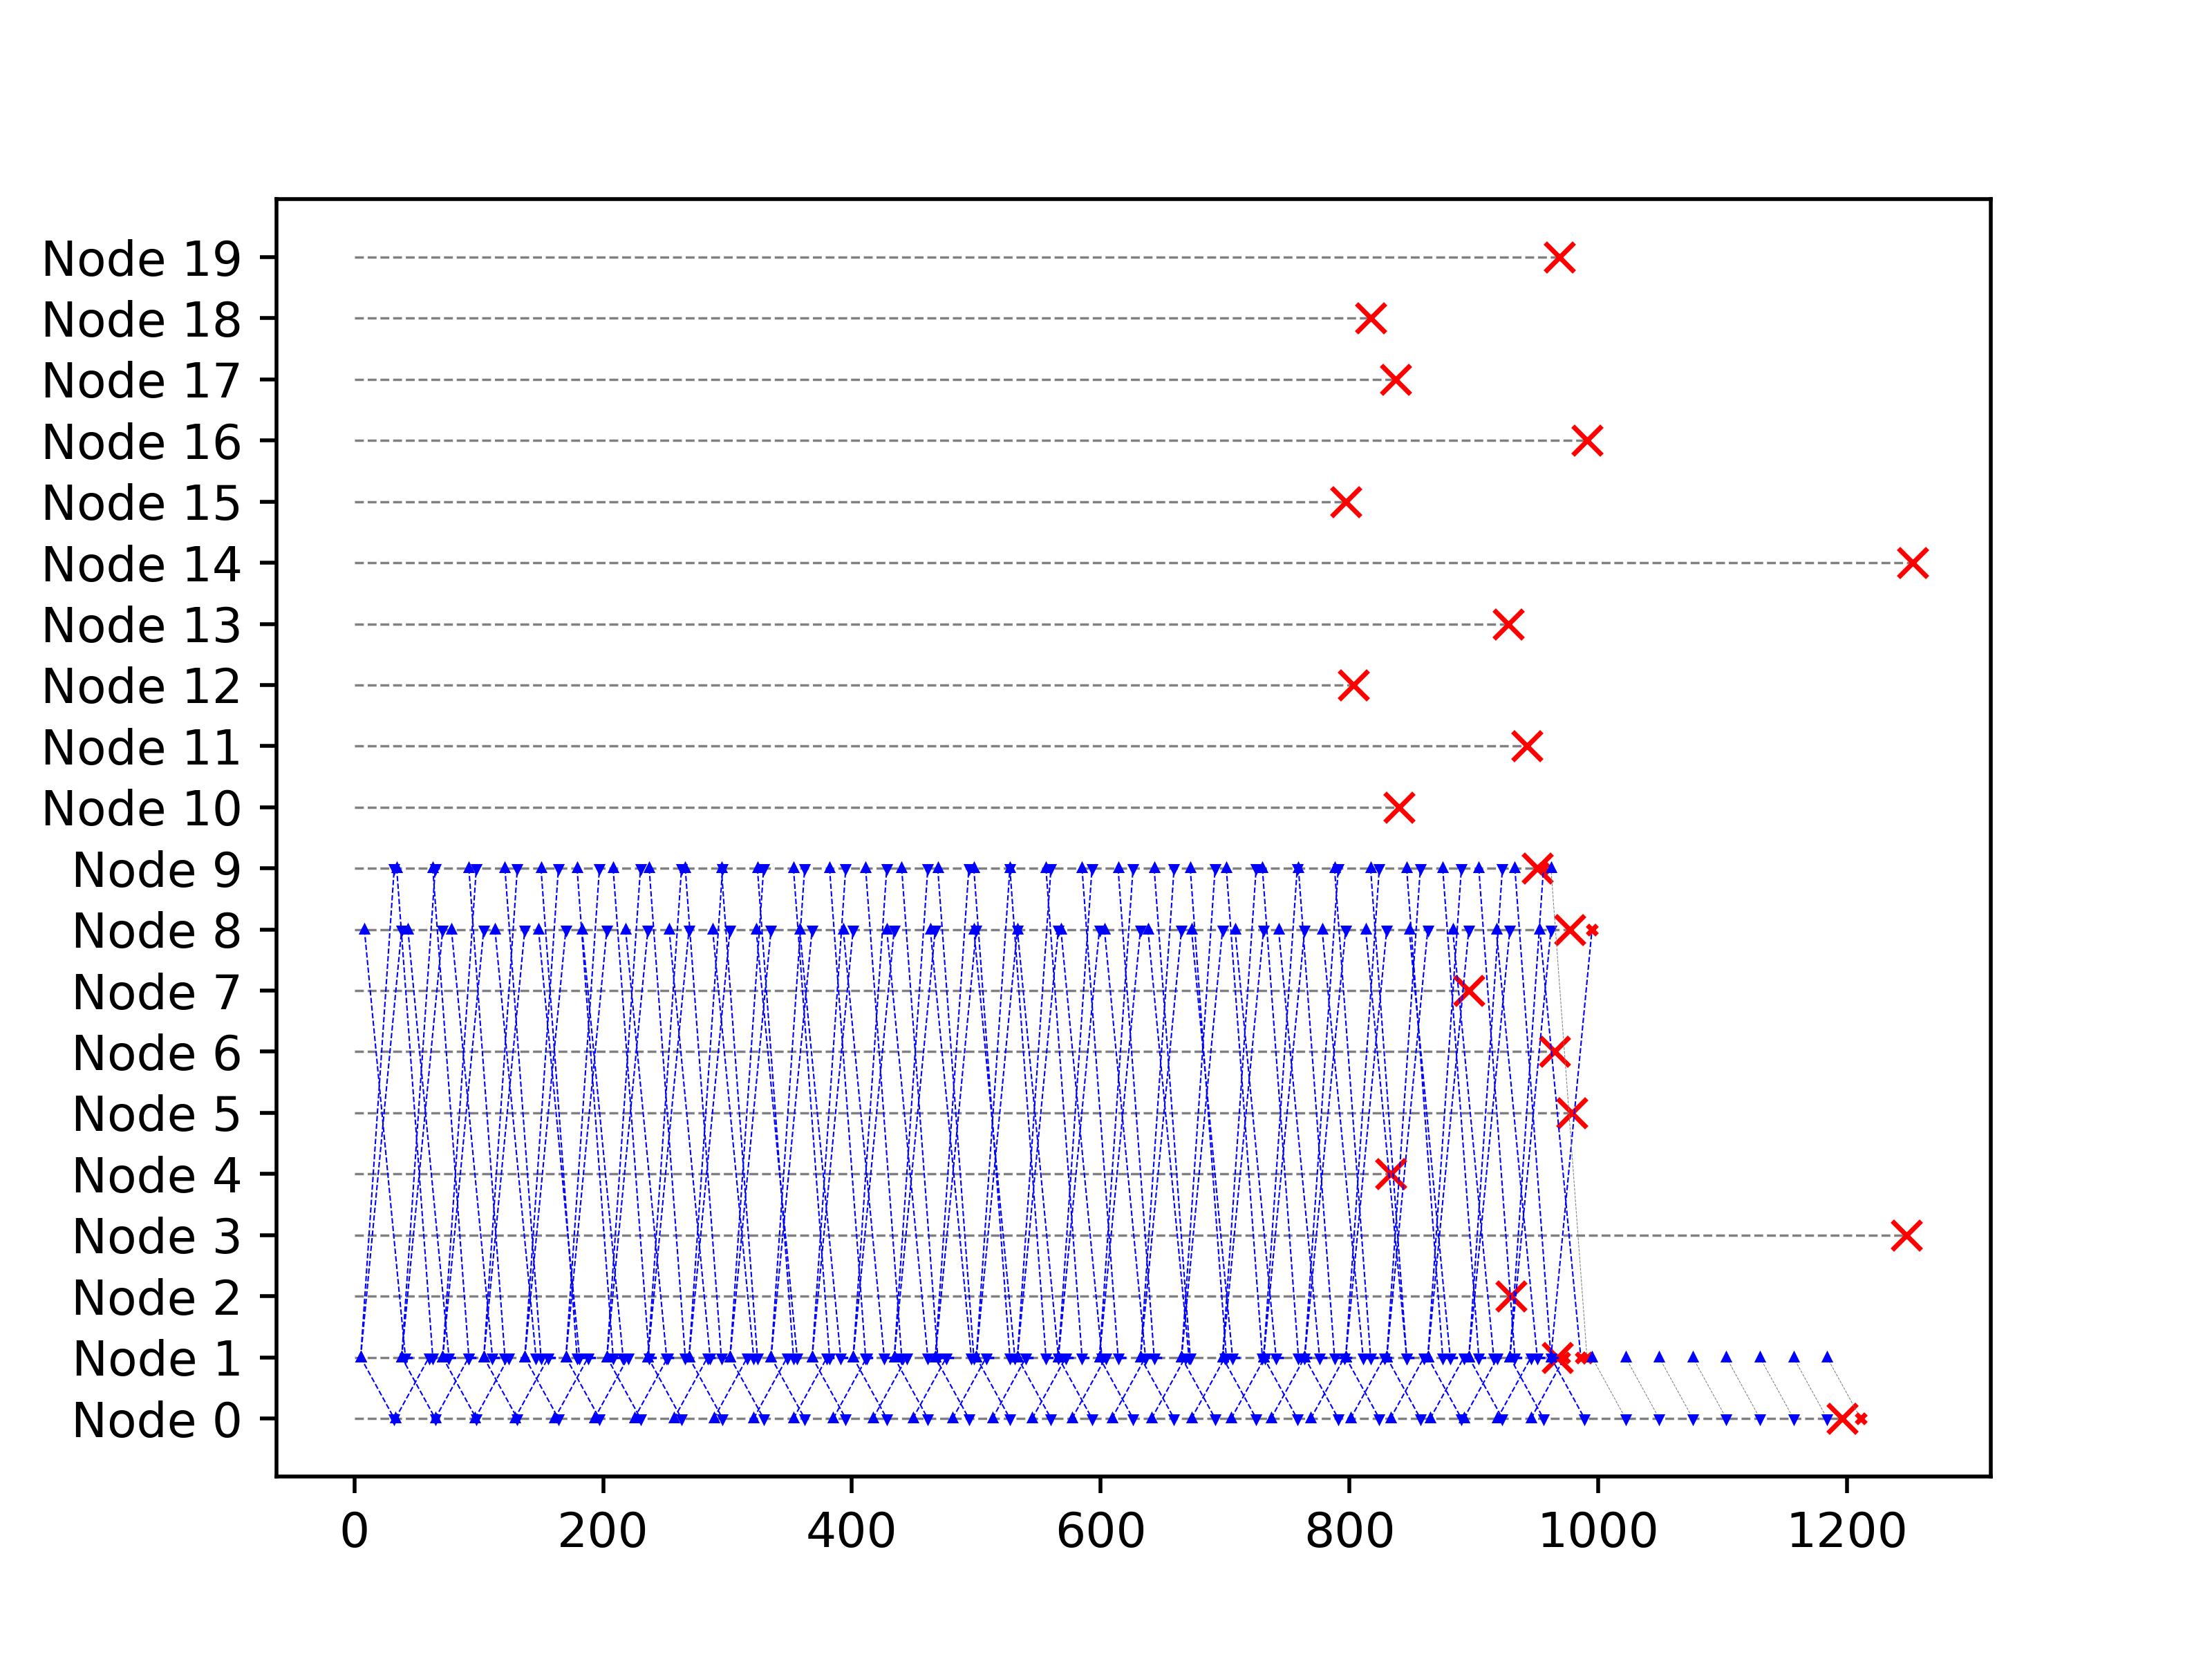 Node 19
Node 18
Node 17
Node 16
Node 15
Node 14
Node 13
Node 12
Node 11
Node 10
Node 9
Node 8
Node 7
Node 6
Node 5
Node 4
Node 3
Node 2
Node 1
Node 0
0 200 400 600 800 1000 1200